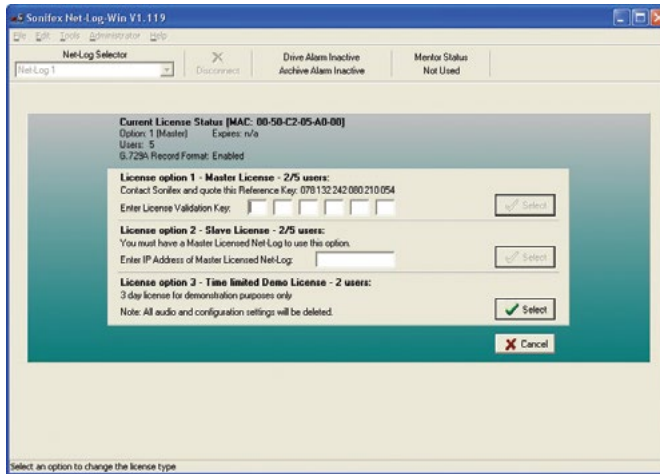 Sonifex Net-Log-Win V1.119
File Edit Tools Administrator Help
Net-Log Selector
Net-Log 1
Disconnect
Drive Alarm Inactive
Archive Alarm Inactive
Mentor Status
Not Used
Current License Status [MAC: 00-50-C2-05-A0-00]
Option: 1 (Master) Expires: n/a
Users: 5
G.729A Record Format: Enabled
License option 1 - Master License - 2/5 users:
Contact Sonifex and quote this Reference Key: 078 132 242 080 210 054
Enter License Validation Key:
Select
License option 2 - Slave License - 2/5 users:
You must have a Master Licensed Net-Log to use this option.
Enter IP Address of Master Licensed Net-Log:
Select
License option 3 - Time limited Demo License - 2 users:
3 day license for demonstration purposes only
Note: All audio and configuration settings will be deleted.
Select
Cancel
Select an option to change the license type